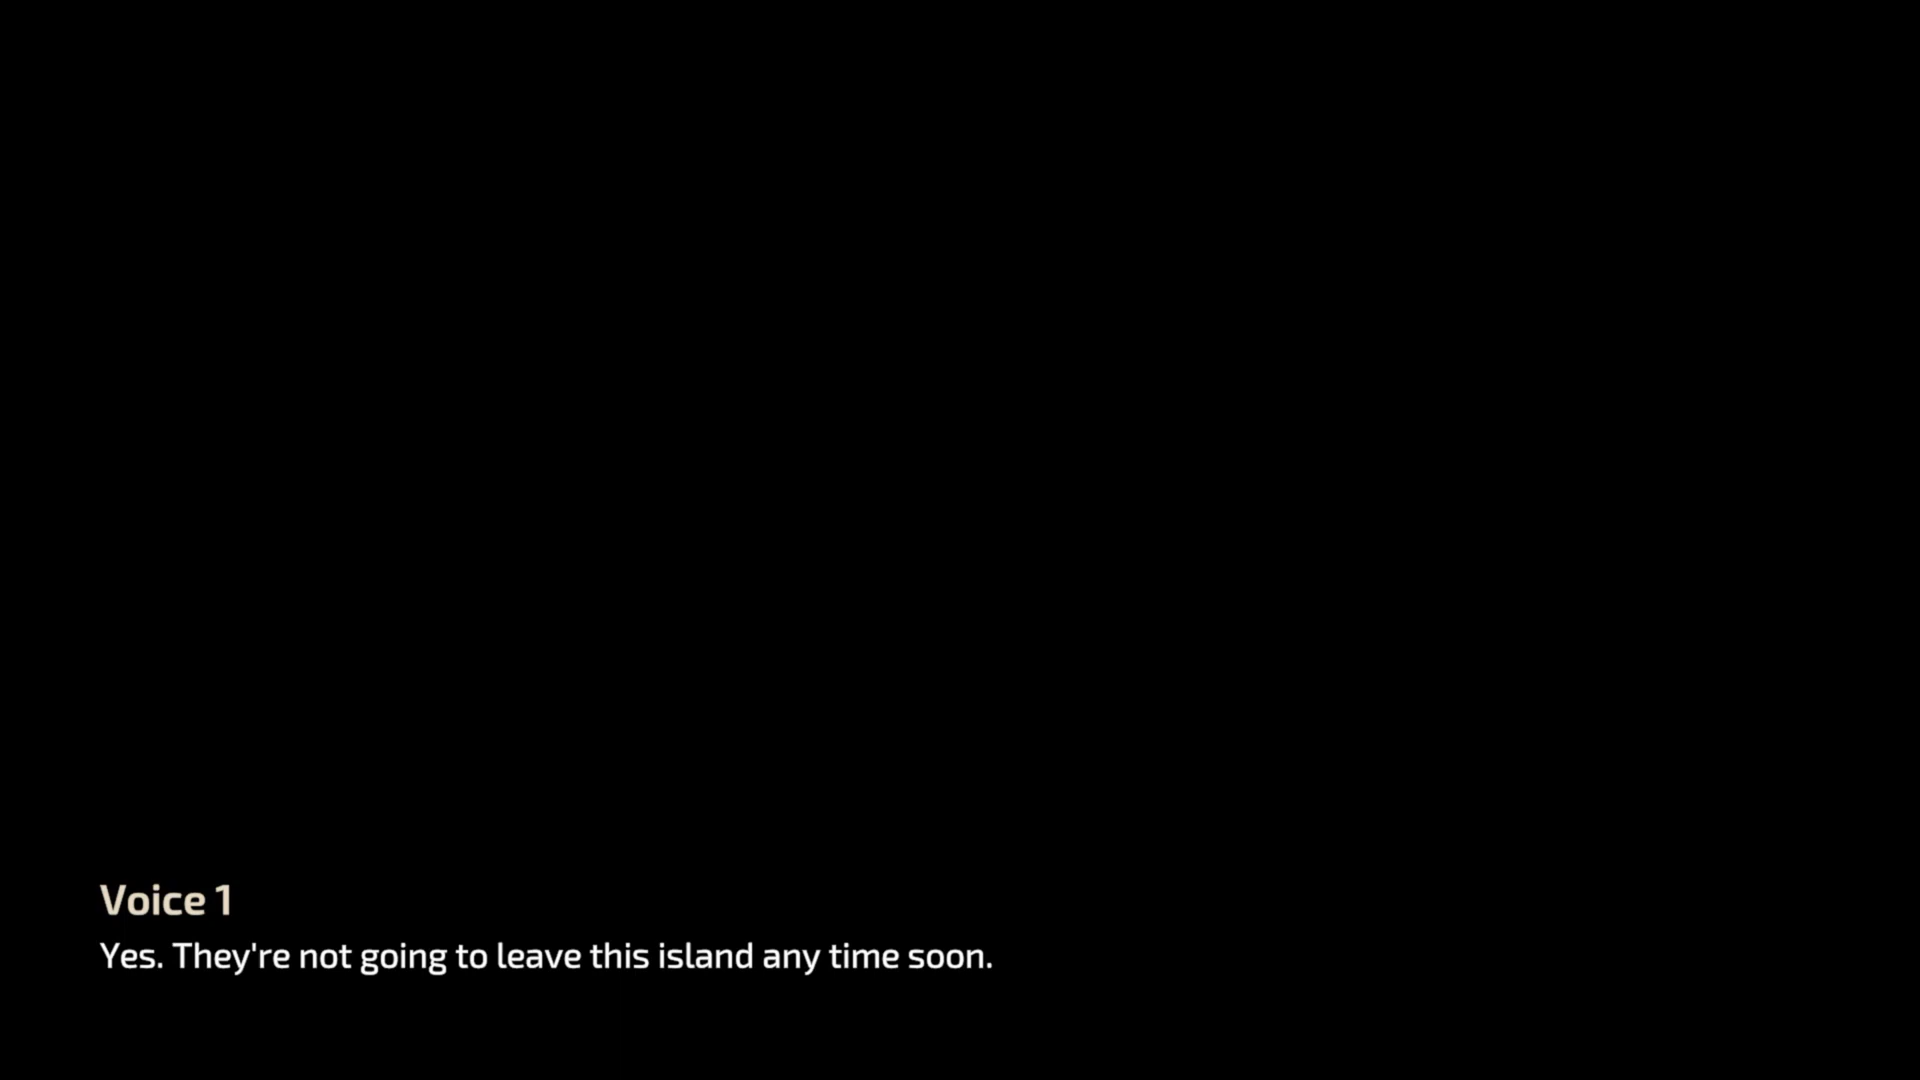 Voice 1
Yes. They're not going to leave this island any time soon.